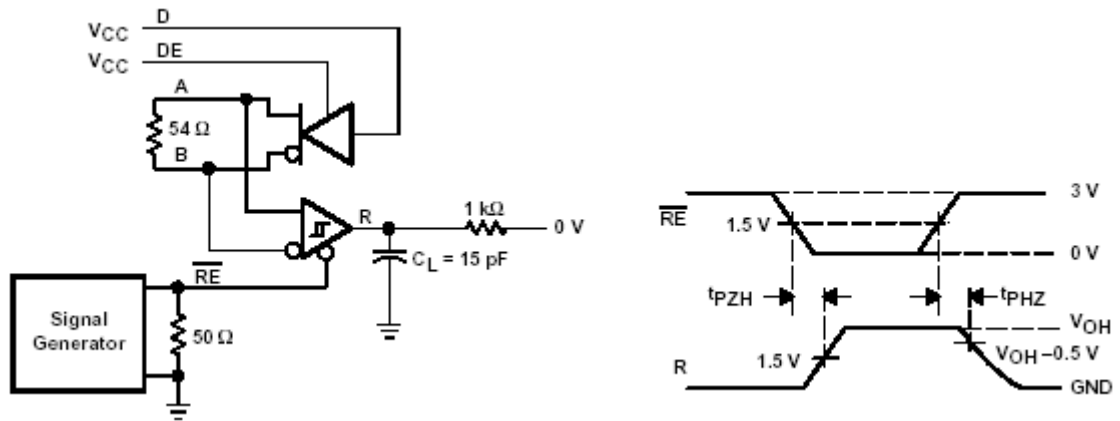 D
VCC
DE
VCC
A
54 Ω
B
R
1 kΩ
0 V
CL = 15 pF
RE
Signal
Generator
50 Ω
3 V
RE
1.5 V
0 V
tPZH
tPHZ
VOH
1.5 V
VOH –0.5 V
R
GND